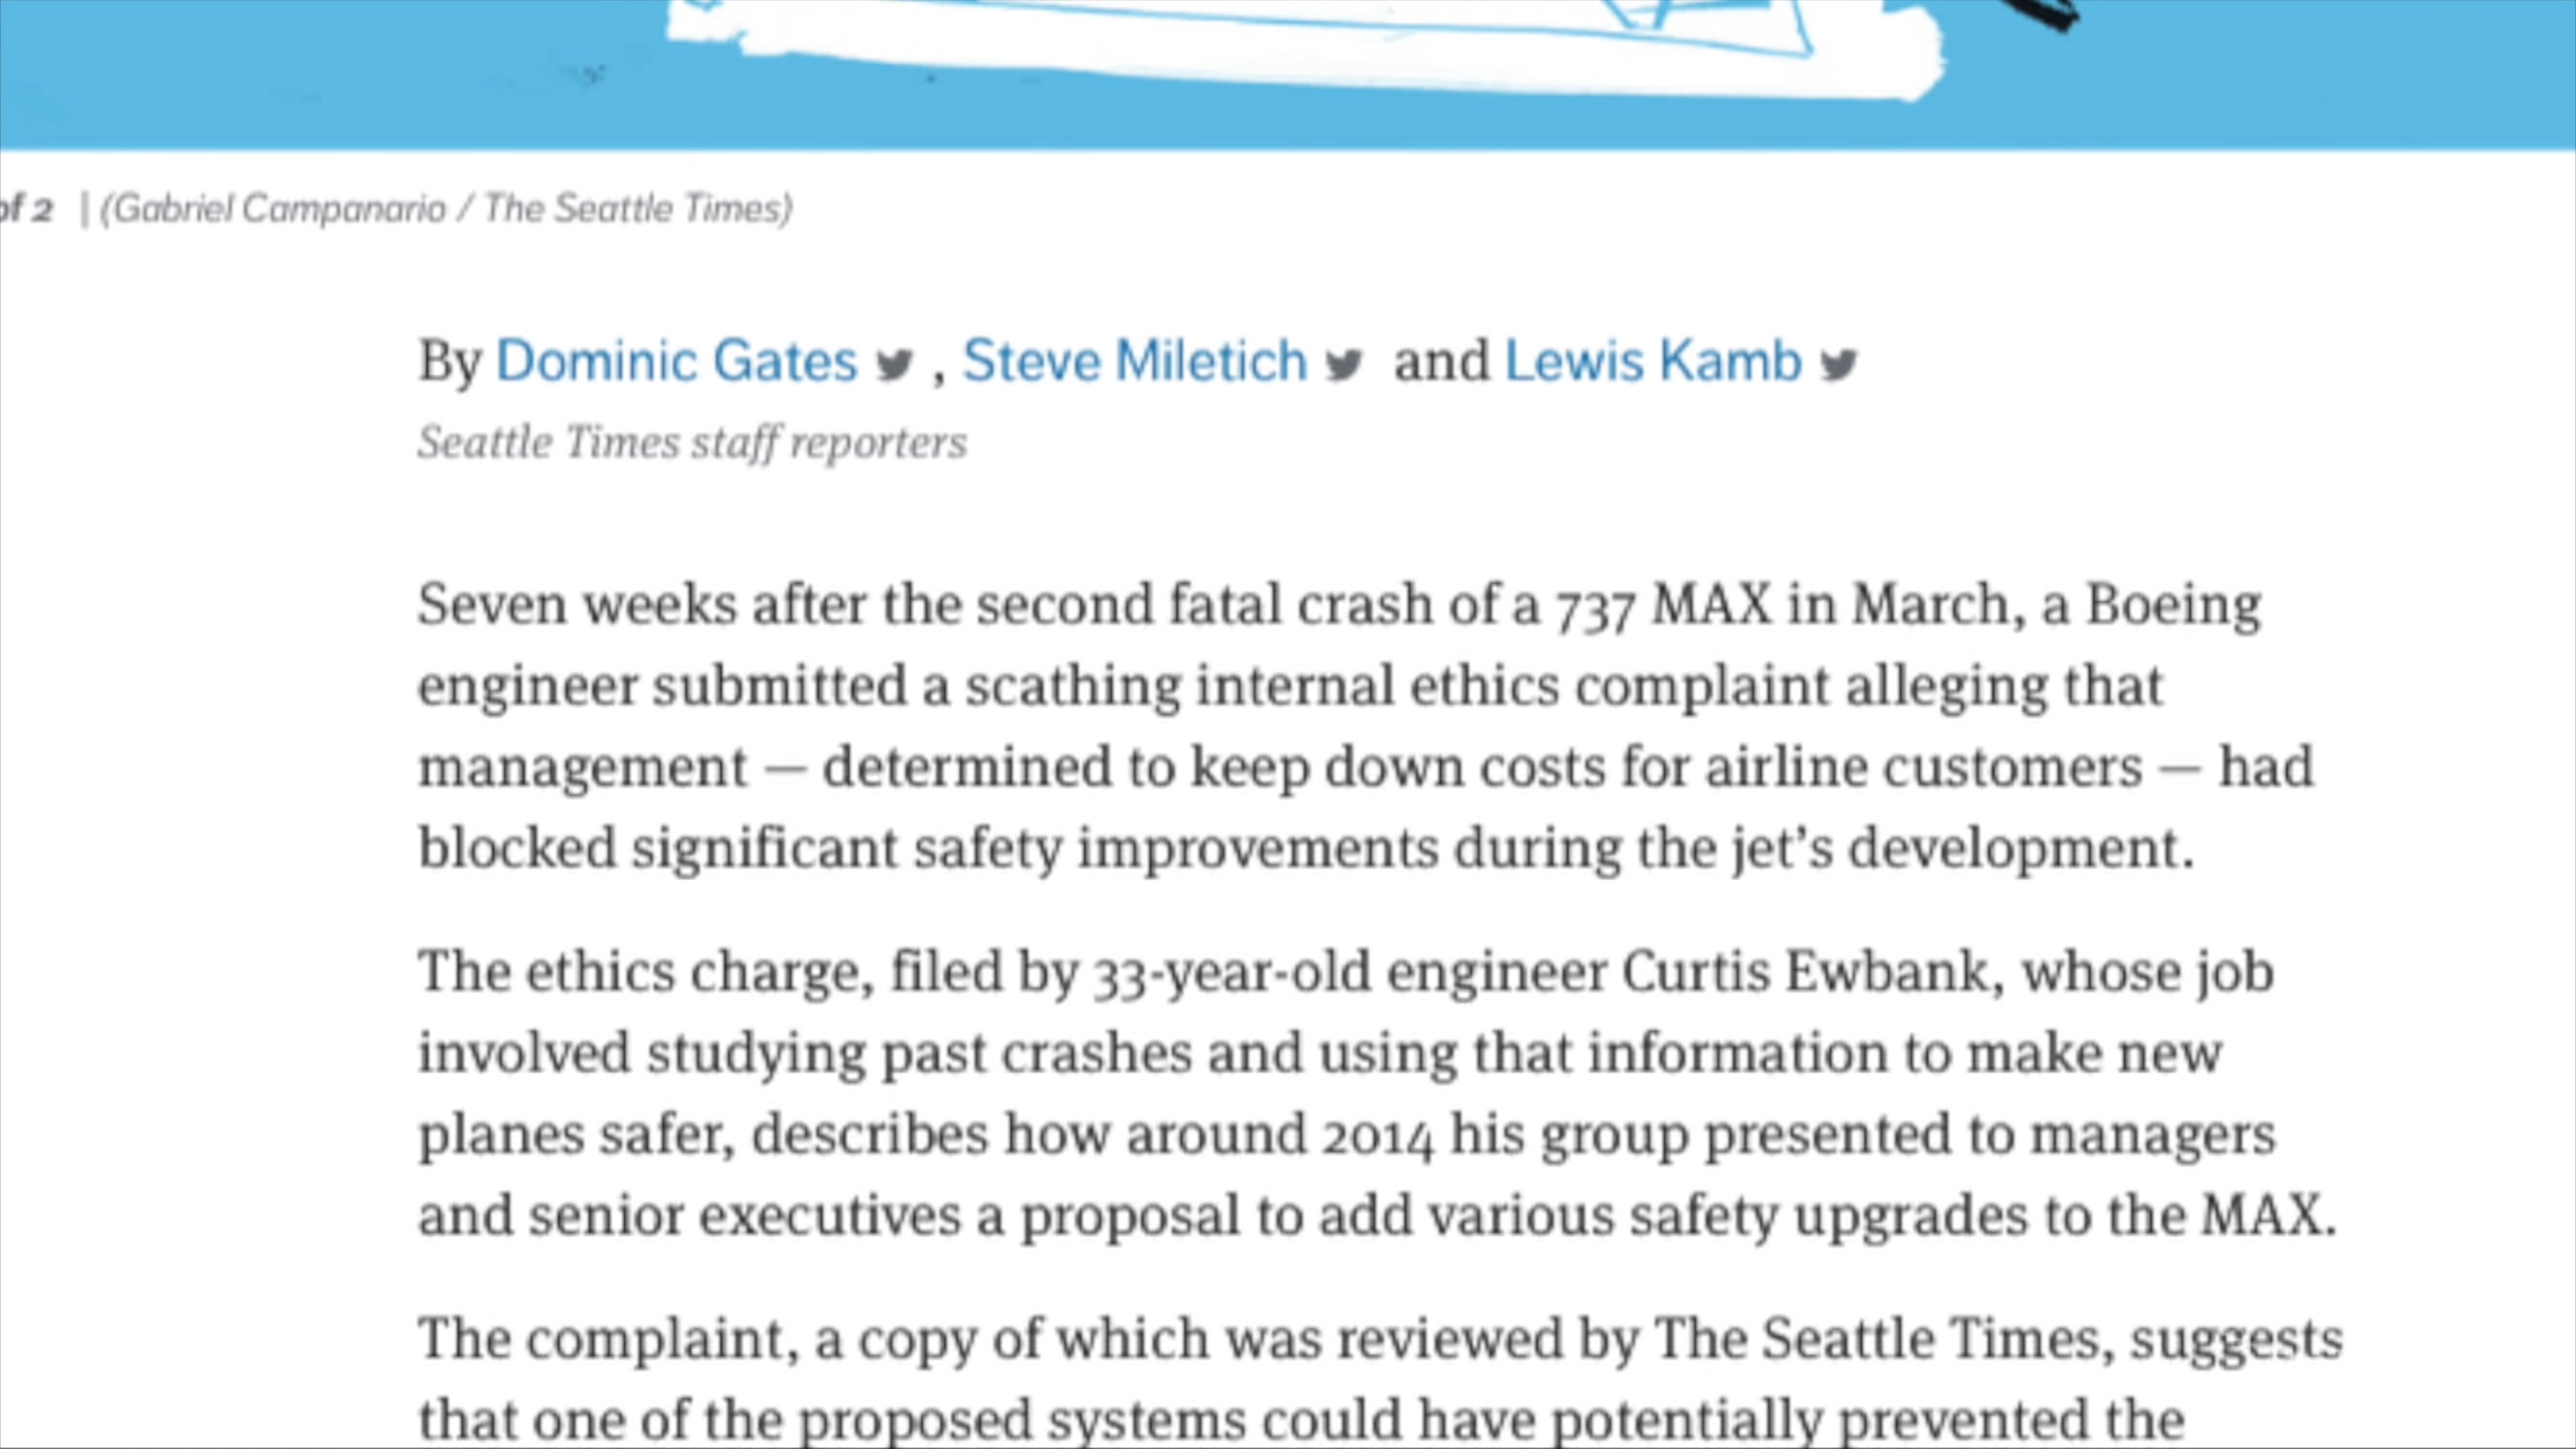 of 2 | (Gabriel Campanario / The Seattle Times)
By Dominic Gates , Steve Miletich and Lewis Kamb
Seattle Times staff reporters
Seven weeks after the second fatal crash of a 737 MAX in March, a Boeing
engineer submitted a scathing internal ethics complaint alleging that
management — determined to keep down costs for airline customers — had
blocked significant safety improvements during the jet’s development.
The ethics charge, filed by 33-year-old engineer Curtis Ewbank, whose job
involved studying past crashes and using that information to make new
planes safer, describes how around 2014 his group presented to managers
and senior executives a proposal to add various safety upgrades to the MAX.
The complaint, a copy of which was reviewed by The Seattle Times, suggests
that one of the proposed systems could have potentially prevented the